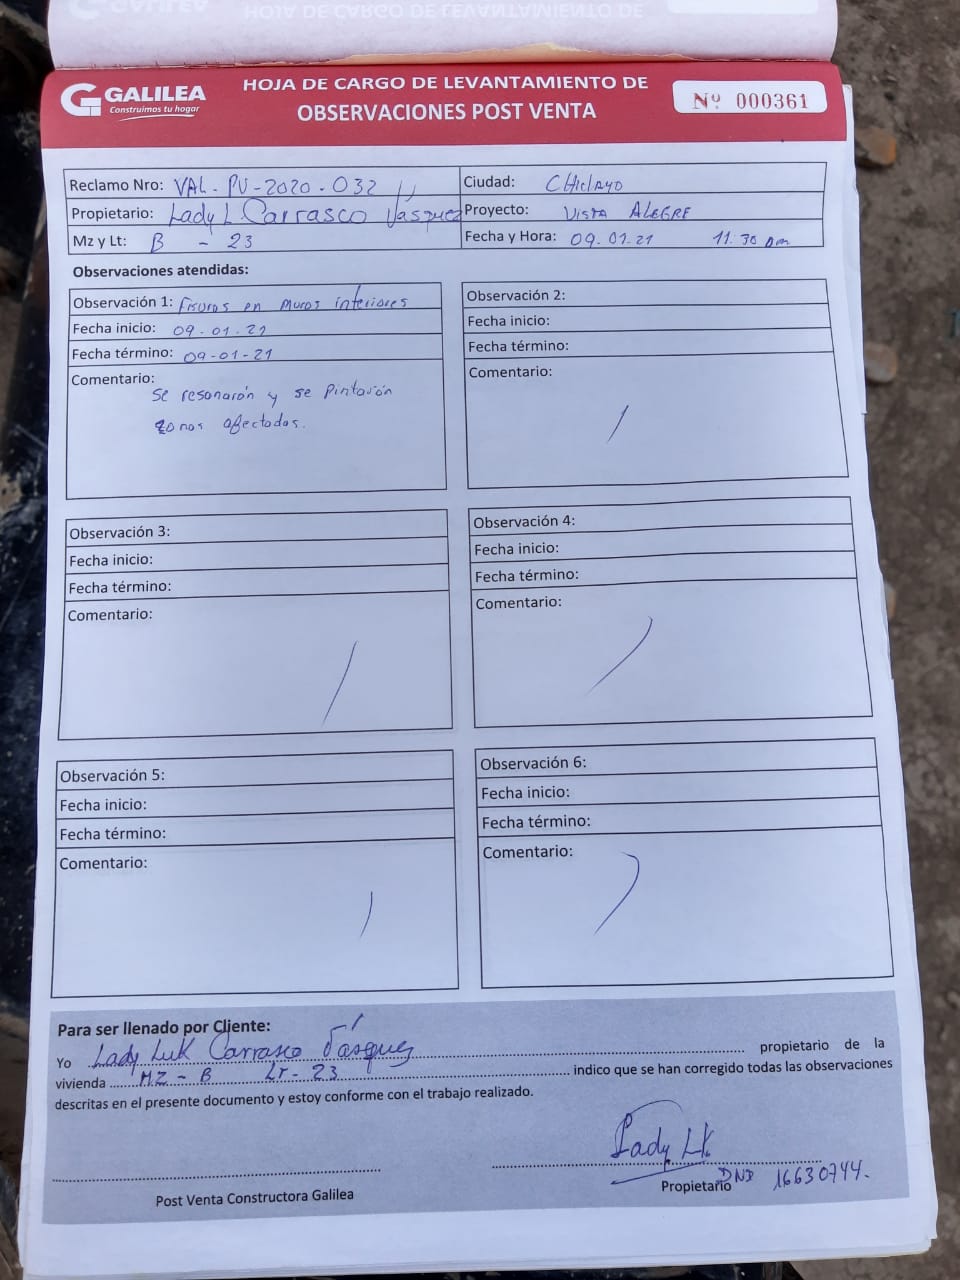 GALILEA
Construimos tu hogar
HOJA DE CARGO DE LEVANTAMIENTO DE
OBSERVACIONES POST VENTA
Nº 000361
Reclamo Nro: VAL-PV-2020-032
Ciudad: CHiclayo
Propietario: Lady L Carrasco Vásquez
Proyecto: VISTA ALEGRE
Mz y Lt: B - 23
Fecha y Hora: 09.01.21 11:30 am
Observaciones atendidas:
Observación 1: Fisuras en Muros interiores
Fecha inicio: 09-01-21
Fecha término: 09-01-21
Comentario:
Se resanarón y se Pintarón
zonas afectadas.
Observación 2:
Fecha inicio:
Fecha término:
Comentario:
Observación 3:
Fecha inicio:
Fecha término:
Comentario:
Observación 4:
Fecha inicio:
Fecha término:
Comentario:
Observación 5:
Fecha inicio:
Fecha término:
Comentario:
Observación 6:
Fecha inicio:
Fecha término:
Comentario:
Para ser llenado por Cliente:
Yo Lady Luk Carrasco Vásquez propietario de la
vivienda MZ - B LT - 23 indico que se han corregido todas las observaciones
descritas en el presente documento y estoy conforme con el trabajo realizado.
Lady LK
Post Venta Constructora Galilea
Propietario DNI 16630744.